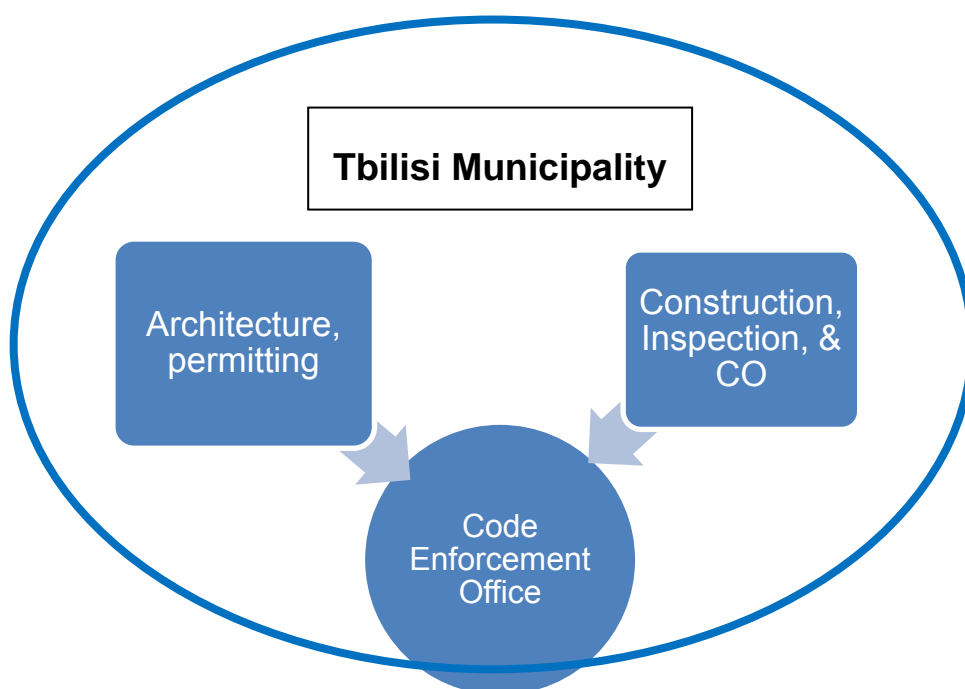 Tbilisi Municipality
Architecture,
permitting
Construction,
Inspection, &
CO
Code
Enforcement
Office